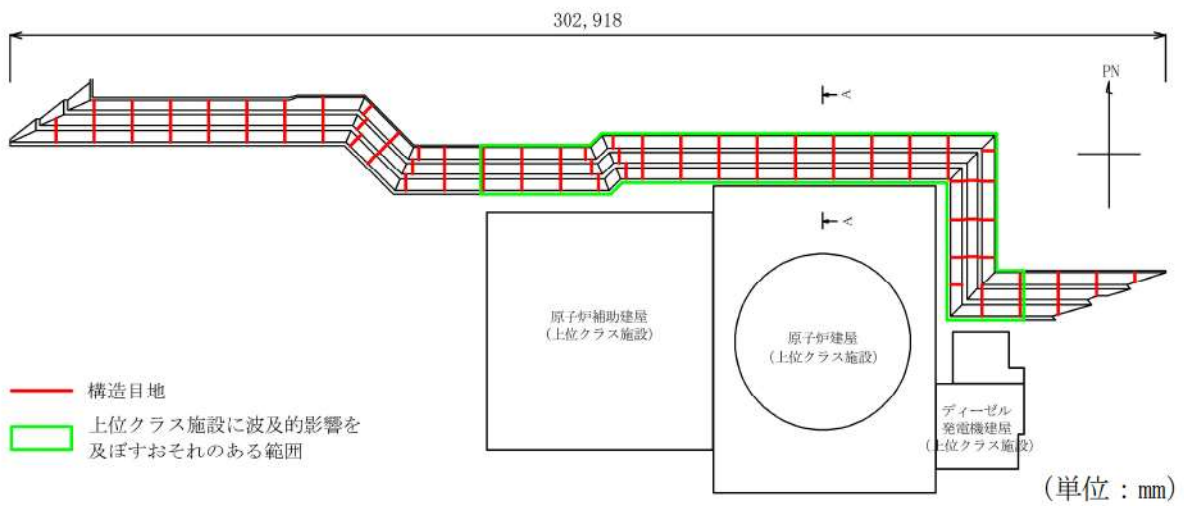 302,918
PN
A
A
原子炉補助建屋
(上位クラス施設)
原子炉建屋
(上位クラス施設)
ディーゼル
発電機建屋
(上位クラス施設)
構造目地
上位クラス施設に波及的影響を
及ぼすおそれのある範囲
(単位：mm)